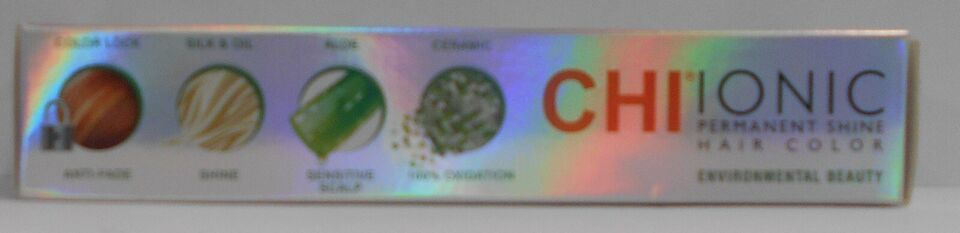 COLOR LOCK
SILK & OIL
ALOE
CERAMIC
ANTI-FADE
SHINE
SENSITIVE
SCALP
100% OXIDATION
CHI® IONIC
PERMANENT SHINE
HAIR COLOR
ENVIRONMENTAL BEAUTY